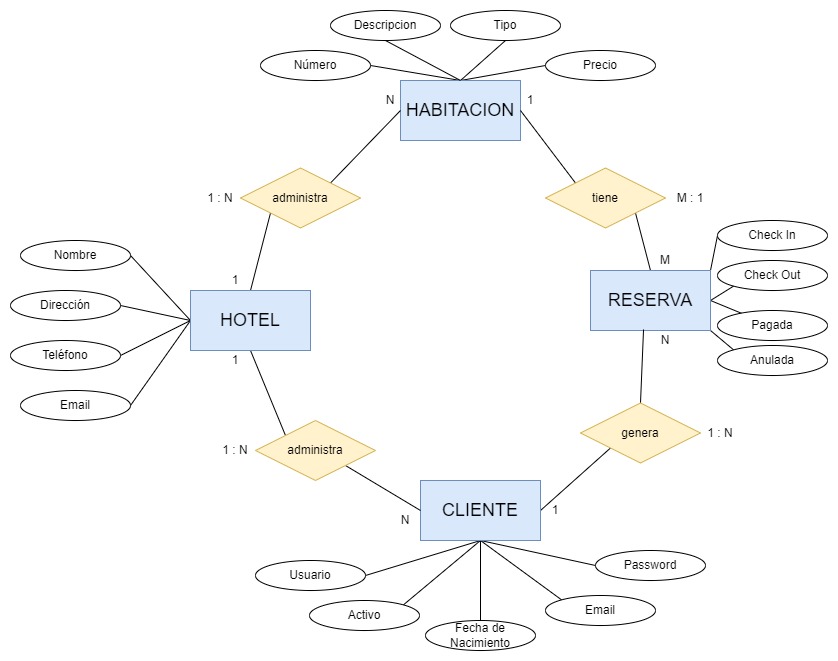 Descripcion
Tipo
Número
Precio
N
HABITACION
1
1 : N
administra
tiene
M : 1
Nombre
Check In
1
M
Check Out
Dirección
HOTEL
RESERVA
Pagada
Teléfono
1
N
Anulada
Email
1 : N
administra
genera
1 : N
N
CLIENTE
1
Usuario
Password
Activo
Email
Fecha de
Nacimiento